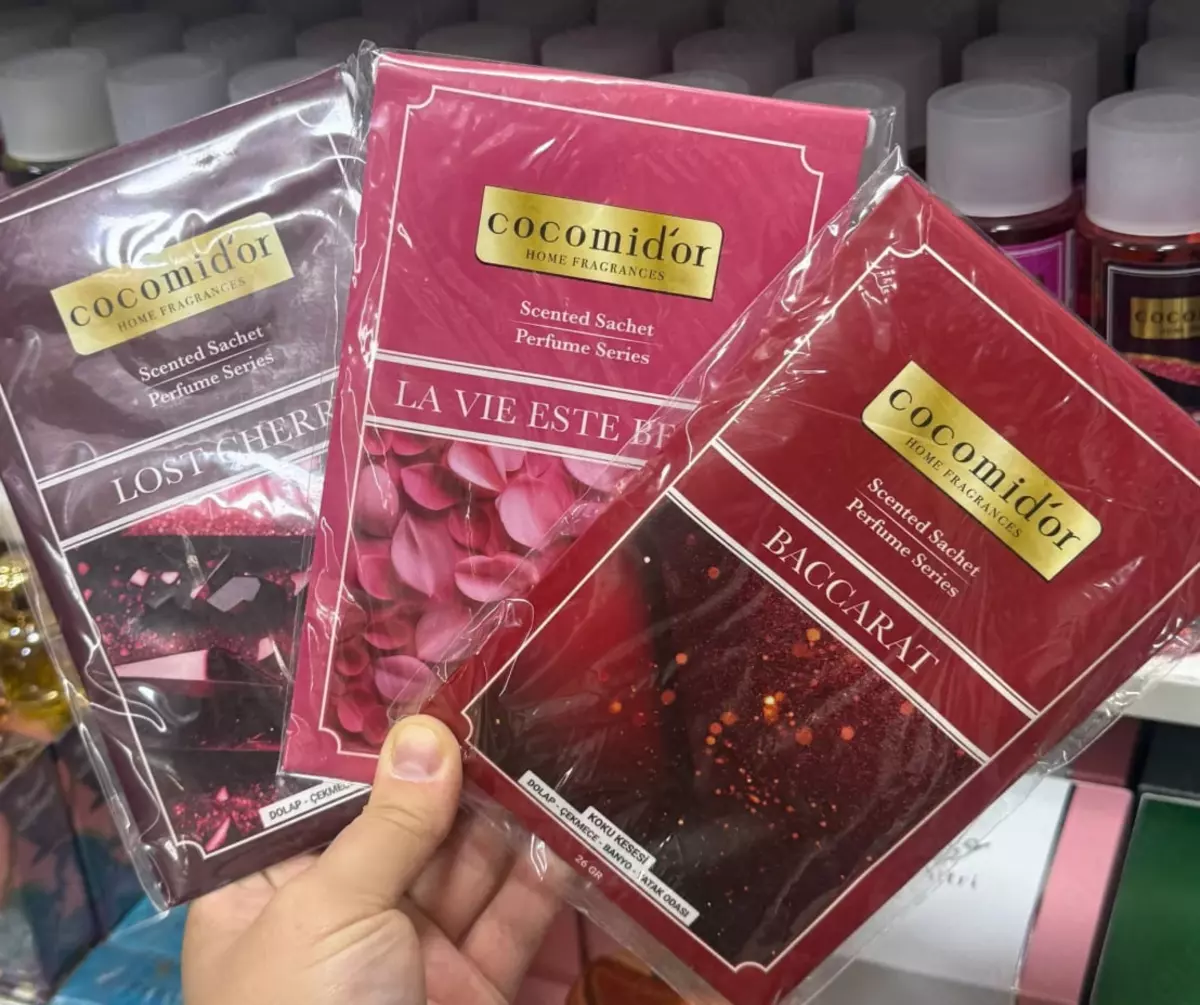 cocomid'or
HOME FRAGRANCES
Scented Sachet
Perfume Series
LOST CHERR
DOLAP - ÇEKMECE
cocomid'or
HOME FRAGRANCES
Scented Sachet
Perfume Series
LA VIE ESTE BE
cocomid'or
HOME FRAGRANCES
Scented Sachet
Perfume Series
BACCARAT
KOKU KESESİ
DOLAP - ÇEKMECE - BANYO - YATAK ODASI
26 GR